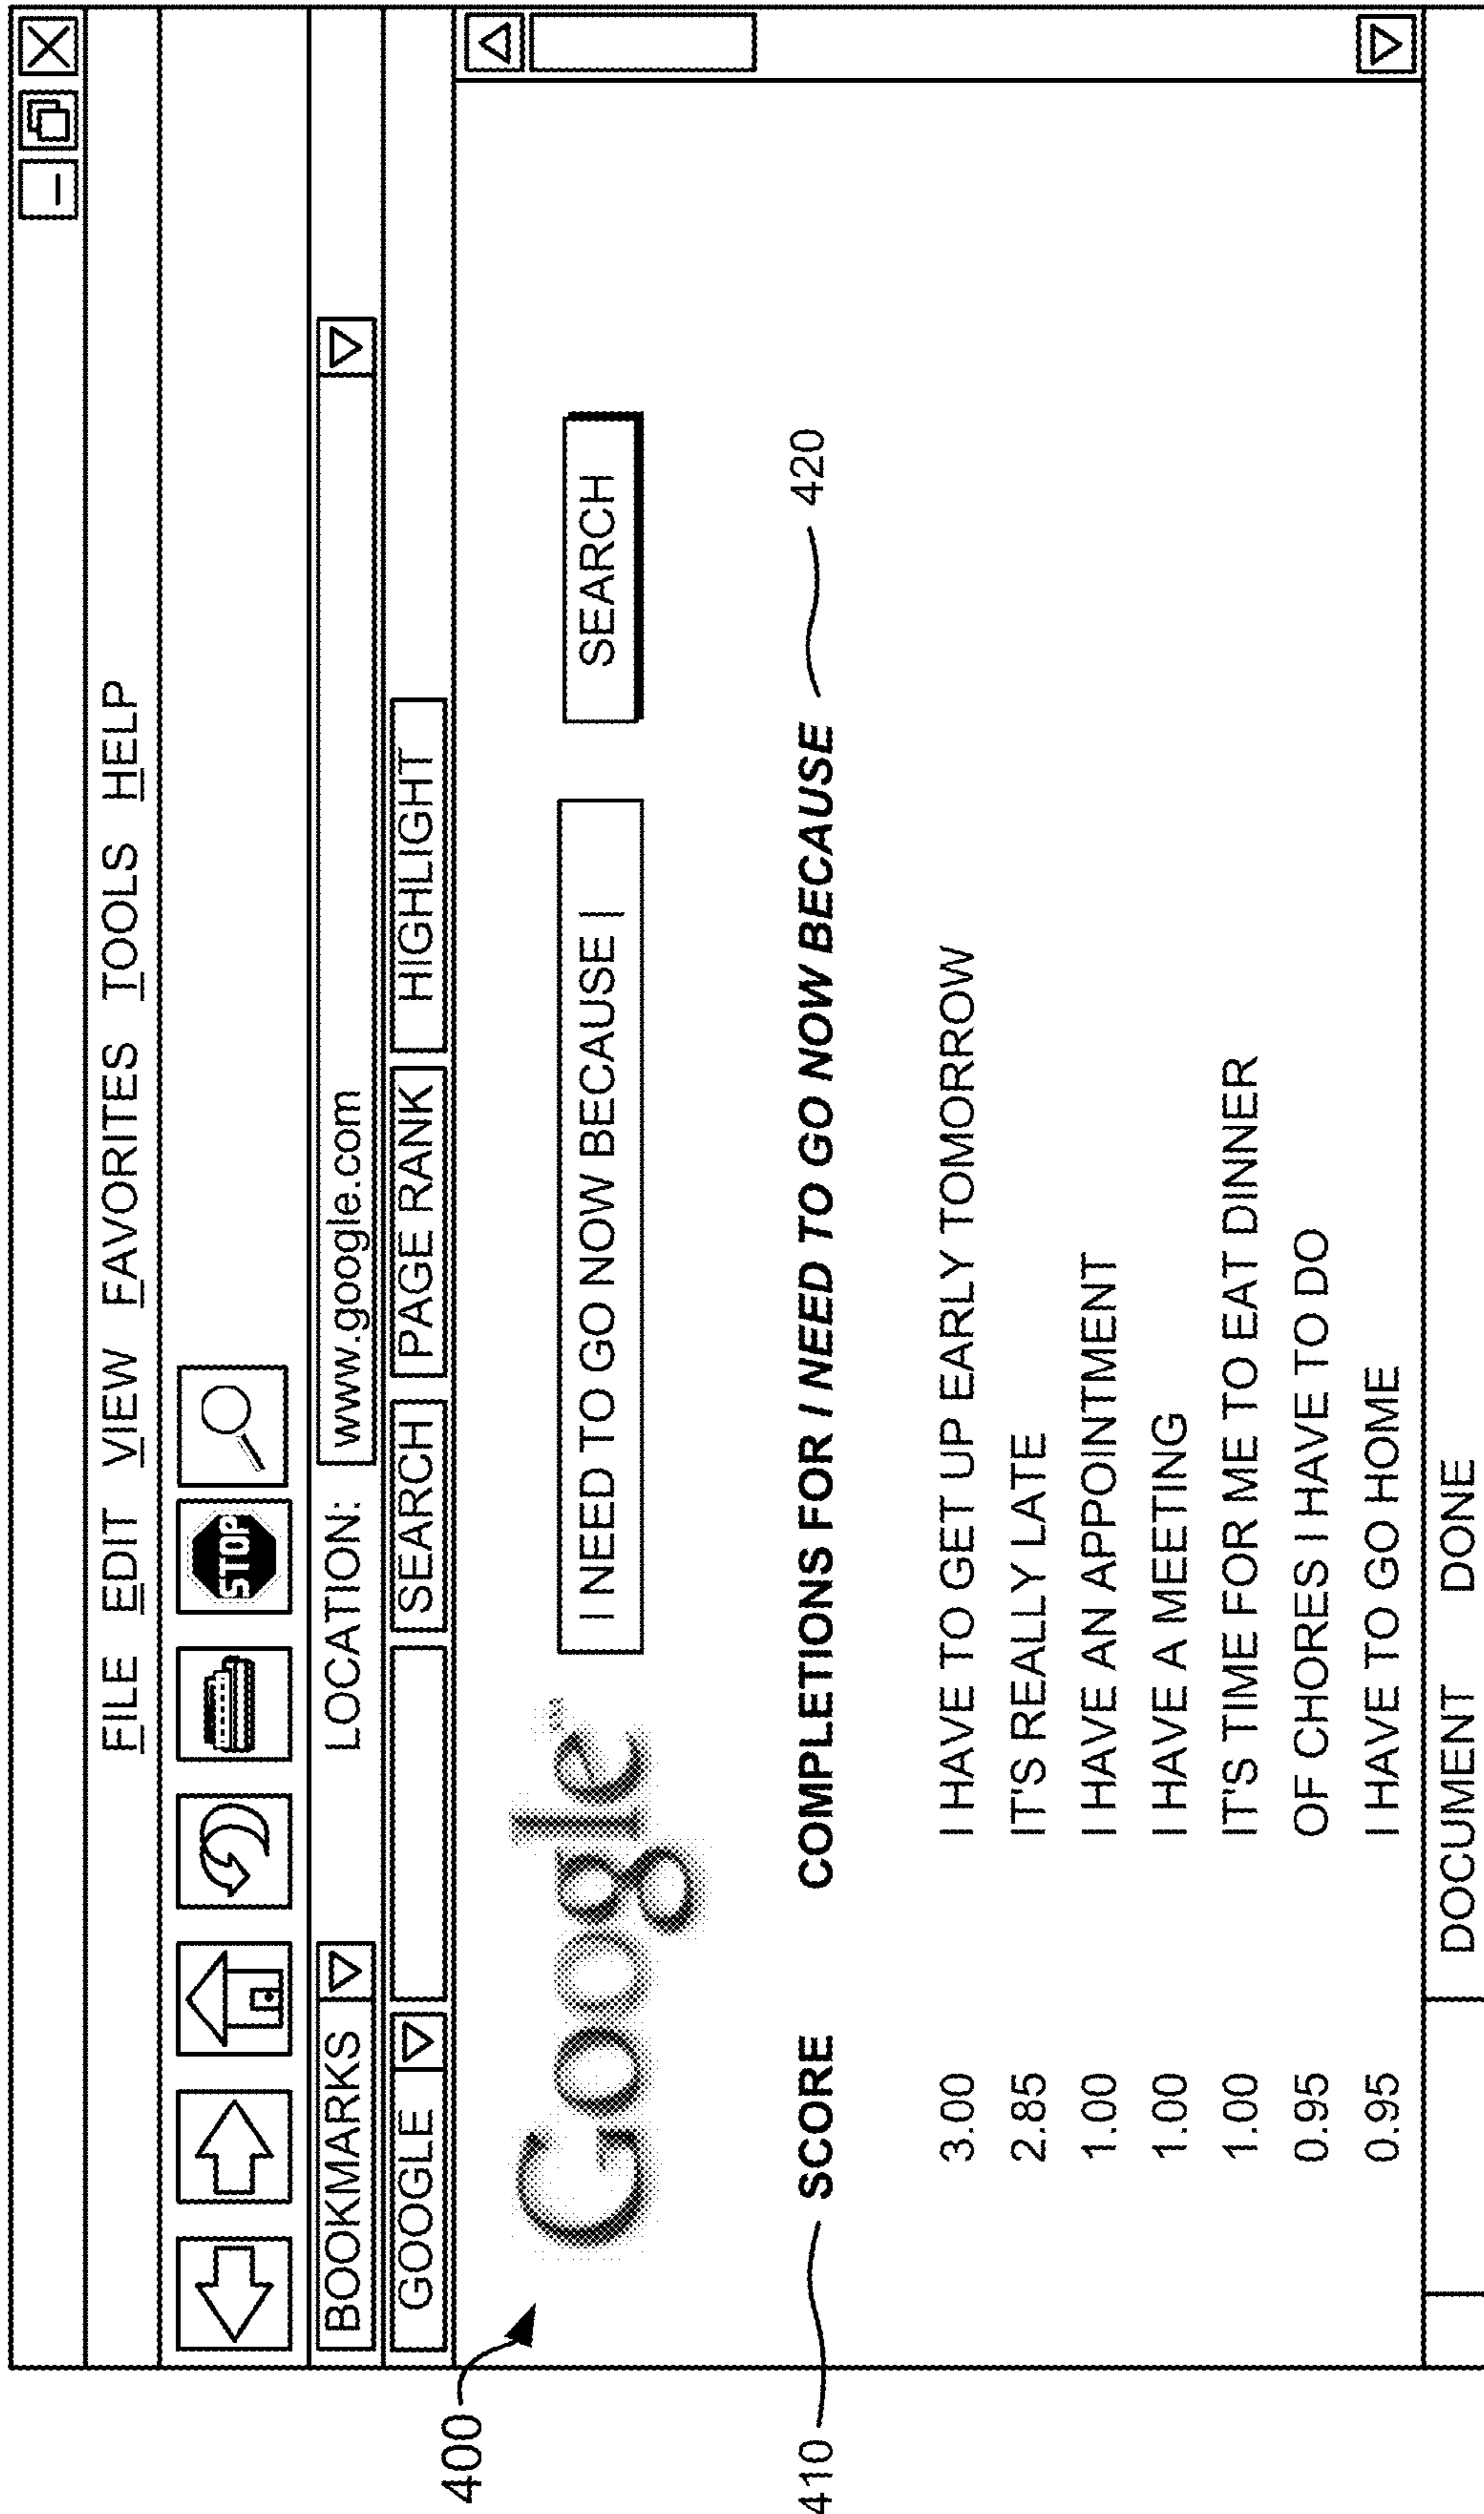 FILE EDIT VIEW FAVORITES TOOLS HELP
STOP
BOOKMARKS LOCATION: www.google.com
GOOGLE SEARCH PAGE RANK HIGHLIGHT
400
Google I NEED TO GO NOW BECAUSE | SEARCH
410 SCORE COMPLETIONS FOR I NEED TO GO NOW BECAUSE 420
3.00 I HAVE TO GET UP EARLY TOMORROW
2.85 IT'S REALLY LATE
1.00 I HAVE AN APPOINTMENT
1.00 I HAVE A MEETING
1.00 IT'S TIME FOR ME TO EAT DINNER
0.95 OF CHORES I HAVE TO DO
0.95 I HAVE TO GO HOME
DOCUMENT DONE